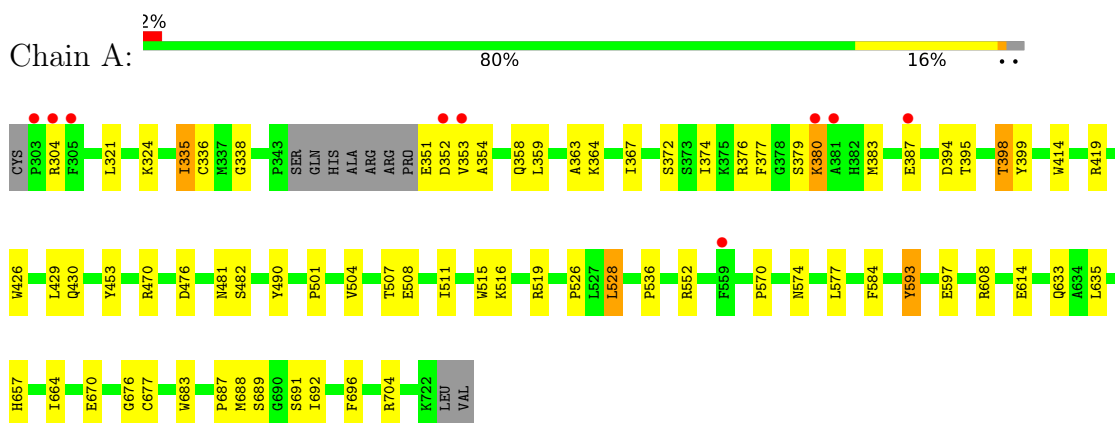 2%
Chain A:
80% 16% • •
CYS P303 R304 F305 L321 K324 I335 C336 M337 G338 P343 SER GLN HIS ALA ARG ARG PRO E351 D352 V353 A354 Q358 L359 A363 K364 I367 S372 S373 I374 K375 R376 F377 G378 S379 K380 A381 H382 M383 E387 D394 T395 T398 Y399 W414 R419
W426 L429 Q430 Y453 R470 D476 N481 S482 Y490 P501 V504 T507 E508 I511 W515 K516 R519 P526 L527 L528 P536 R552 F559 P570 N574 L577 F584 Y593 E597 R608 E614 Q633 A634 L635
H657 I664 E670 G676 C677 W683 P687 M688 S689 G690 S691 I692 F696 R704 K722 LEU VAL